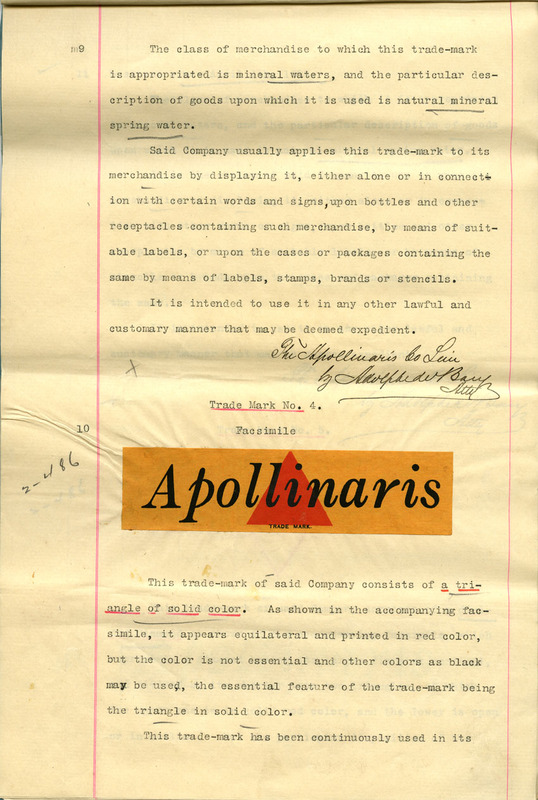 m9
The class of merchandise to which this trade-mark
is appropriated is mineral waters, and the particular des-
cription of goods upon which it is used is natural mineral
spring water.
Said Company usually applies this trade-mark to its
merchandise by displaying it, either alone or in connect-
ion with certain words and signs, upon bottles and other
receptacles containing such merchandise, by means of suit-
able labels, or upon the cases or packages containing the
same by means of labels, stamps, brands or stencils.
It is intended to use it in any other lawful and
customary manner that may be deemed expedient.
The Apollinaris Co Lim
by Adolphe de Bary
Atty
Trade Mark No. 4.
10
Facsimile
2-486
Apollinaris
TRADE MARK.
This trade-mark of said Company consists of a tri-
angle of solid color. As shown in the accompanying fac-
simile, it appears equilateral and printed in red color,
but the color is not essential and other colors as black
may be used, the essential feature of the trade-mark being
the triangle in solid color.
This trade-mark has been continuously used in its